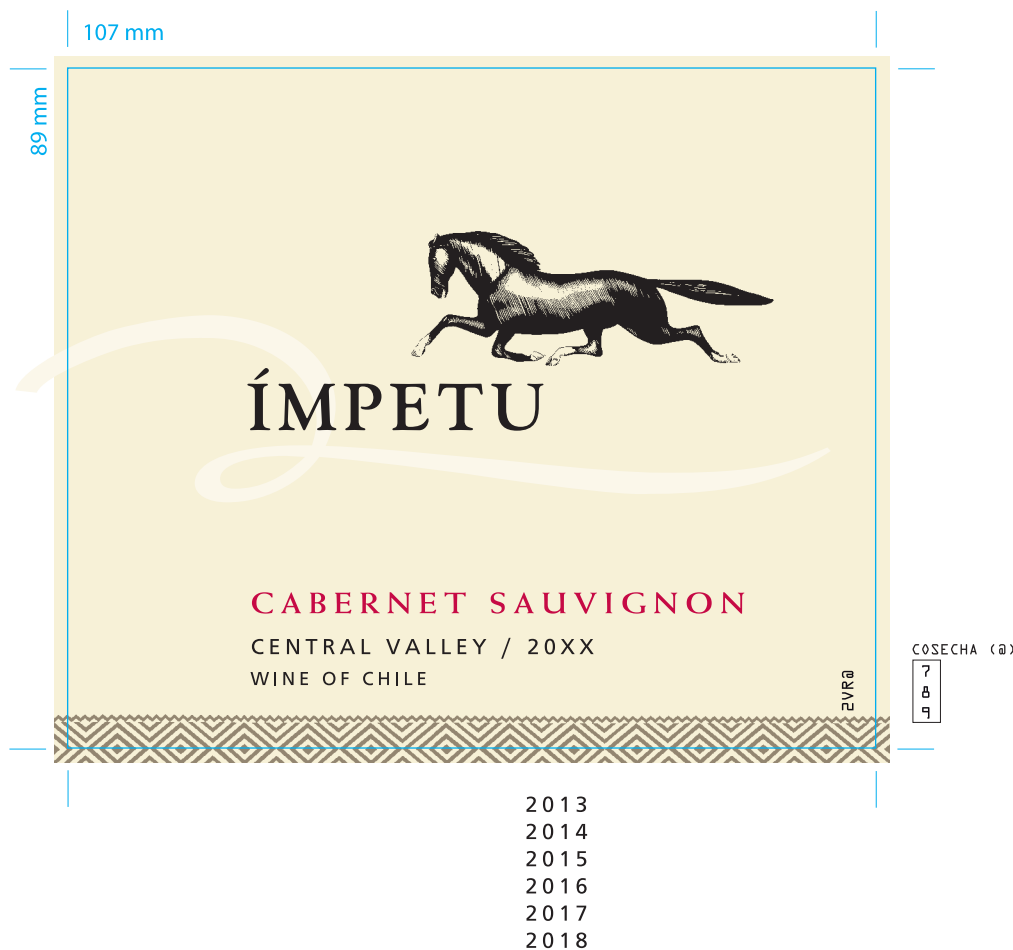 107 mm
89 mm
ÍMPETU
CABERNET SAUVIGNON
CENTRAL VALLEY / 20XX
WINE OF CHILE
2VR@
COSECHA (@)
7
8
9
2013
2014
2015
2016
2017
2018